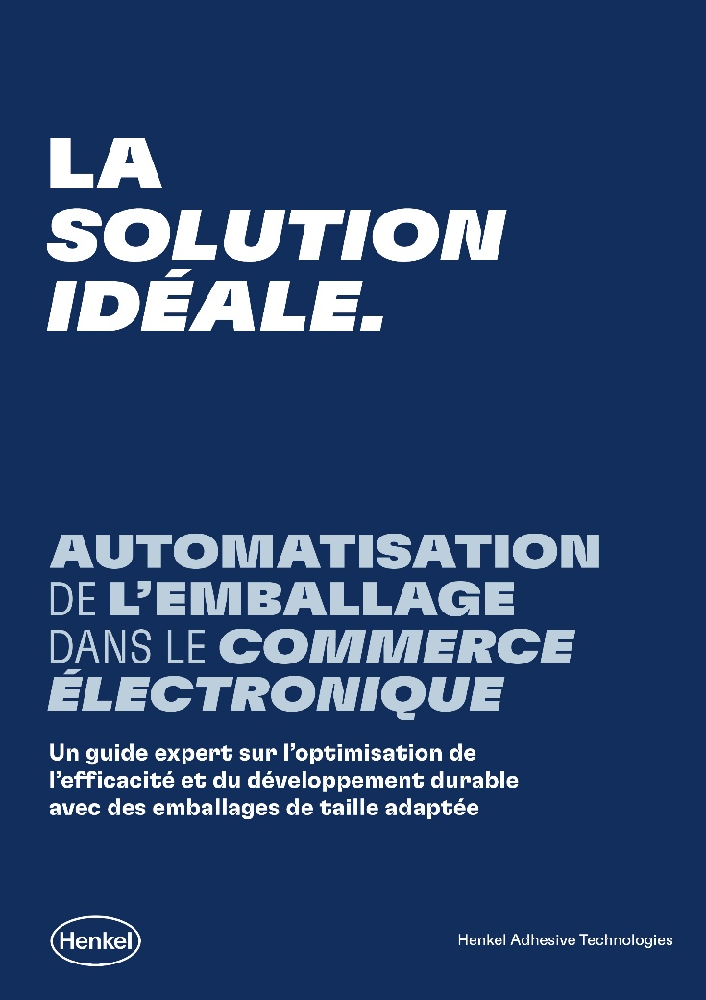 LA
SOLUTION
IDÉALE.
AUTOMATISATION
DE L’EMBALLAGE
DANS LE COMMERCE
ÉLECTRONIQUE
Un guide expert sur l’optimisation de
l’efficacité et du développement durable
avec des emballages de taille adaptée
Henkel
Henkel Adhesive Technologies